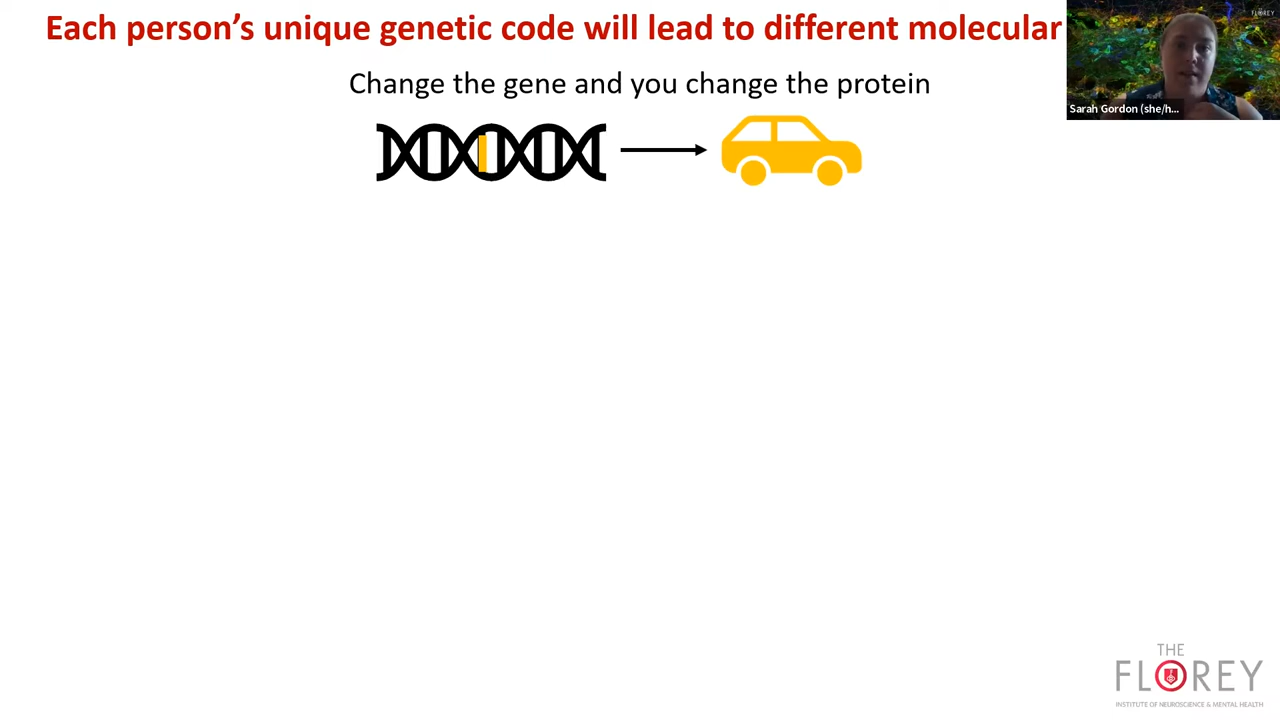 Each person’s unique genetic code will lead to different molecular
FLOREY
Sarah Gordon (she/h...
Change the gene and you change the protein
THE
FLOREY
INSTITUTE OF NEUROSCIENCE & MENTAL HEALTH